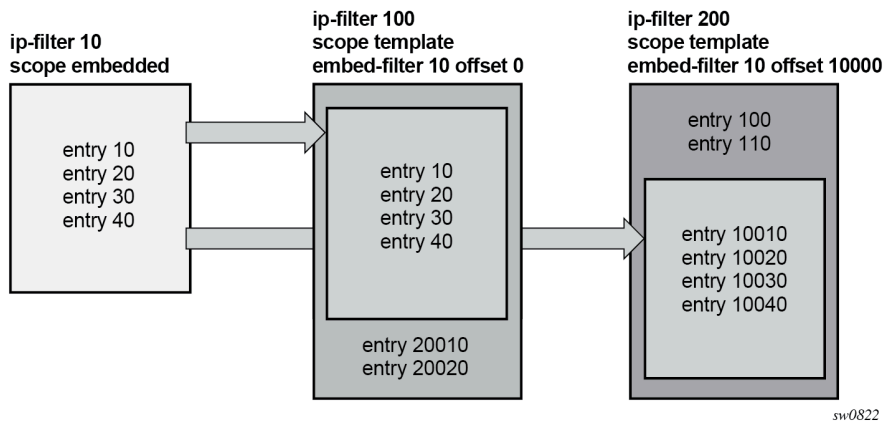 ip-filter 10
scope embedded
entry 10
entry 20
entry 30
entry 40
ip-filter 100
scope template
embed-filter 10 offset 0
entry 10
entry 20
entry 30
entry 40
entry 20010
entry 20020
ip-filter 200
scope template
embed-filter 10 offset 10000
entry 100
entry 110
entry 10010
entry 10020
entry 10030
entry 10040
sw0822